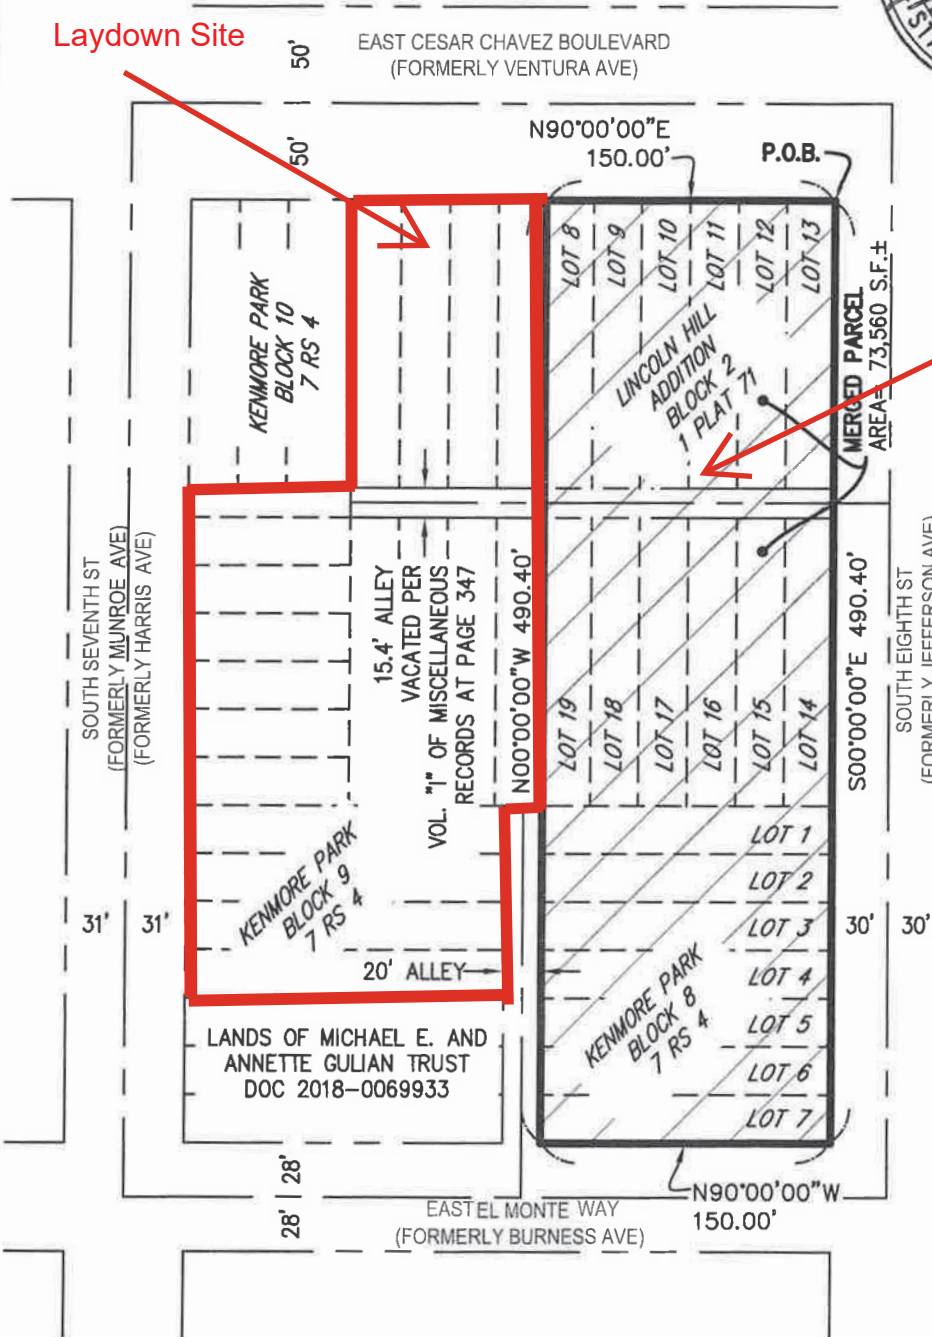 Laydown Site
50'
EAST CESAR CHAVEZ BOULEVARD
(FORMERLY VENTURA AVE)
50'
N90°00'00"E
150.00'
P.O.B.
LOT 8
LOT 9
LOT 10
LOT 11
LOT 12
LOT 13
KENMORE PARK
BLOCK 10
7 RS 4
LINCOLN HILL
ADDITION
BLOCK 2
1 PLAT 71
MERGED PARCEL
AREA= 73,560 S.F.±
SOUTH SEVENTH ST
(FORMERLY MUNROE AVE)
(FORMERLY HARRIS AVE)
15.4' ALLEY
VACATED PER
VOL. "I" OF MISCELLANEOUS
RECORDS AT PAGE 347
N00°00'00"W 490.40'
LOT 19
LOT 18
LOT 17
LOT 16
LOT 15
LOT 14
S00°00'00"E 490.40'
SOUTH EIGHTH ST
(FORMERLY JEFFERSON AVE)
LOT 1
LOT 2
LOT 3
LOT 4
LOT 5
LOT 6
LOT 7
KENMORE PARK
BLOCK 9
7 RS 4
31'
31'
30'
30'
20' ALLEY
KENMORE PARK
BLOCK 8
7 RS 4
LANDS OF MICHAEL E. AND
ANNETTE GULIAN TRUST
DOC 2018-0069933
28'
28'
EAST EL MONTE WAY
(FORMERLY BURNESS AVE)
N90°00'00"W
150.00'